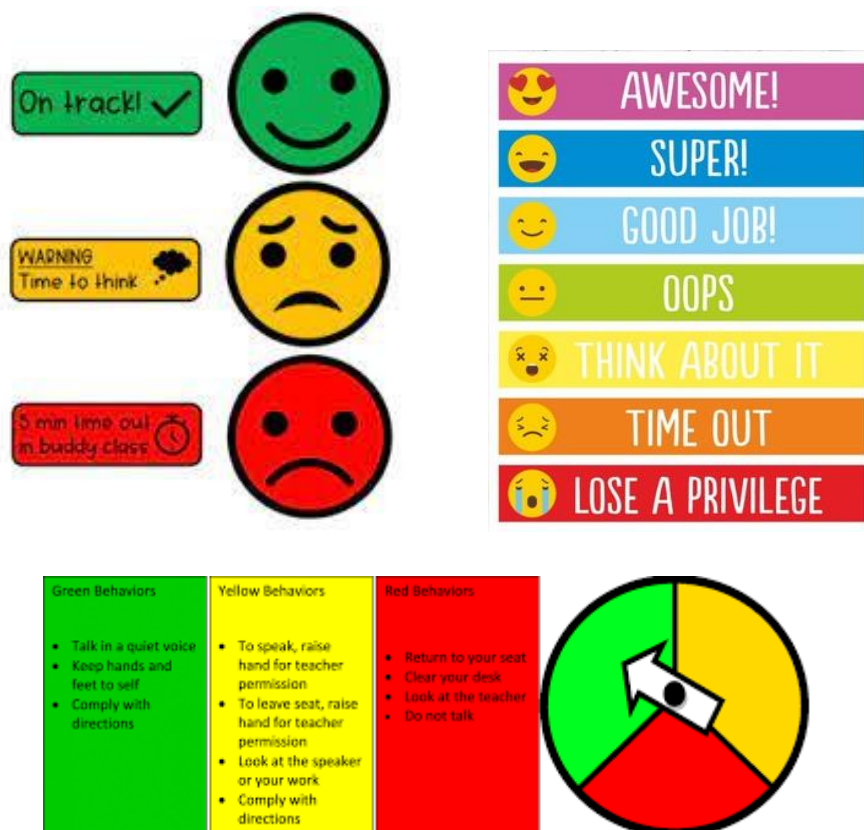 On track!
WARNING
Time to think
5 min time out
in buddy class
AWESOME!
SUPER!
GOOD JOB!
OOPS
THINK ABOUT IT
TIME OUT
LOSE A PRIVILEGE
Green Behaviors
• Talk in a quiet voice
• Keep hands and
feet to self
• Comply with
directions
Yellow Behaviors
• To speak, raise
hand for teacher
permission
• To leave seat, raise
hand for teacher
permission
• Look at the speaker
or your work
• Comply with
directions
Red Behaviors
• Return to your seat
• Clear your desk
• Look at the teacher
• Do not talk